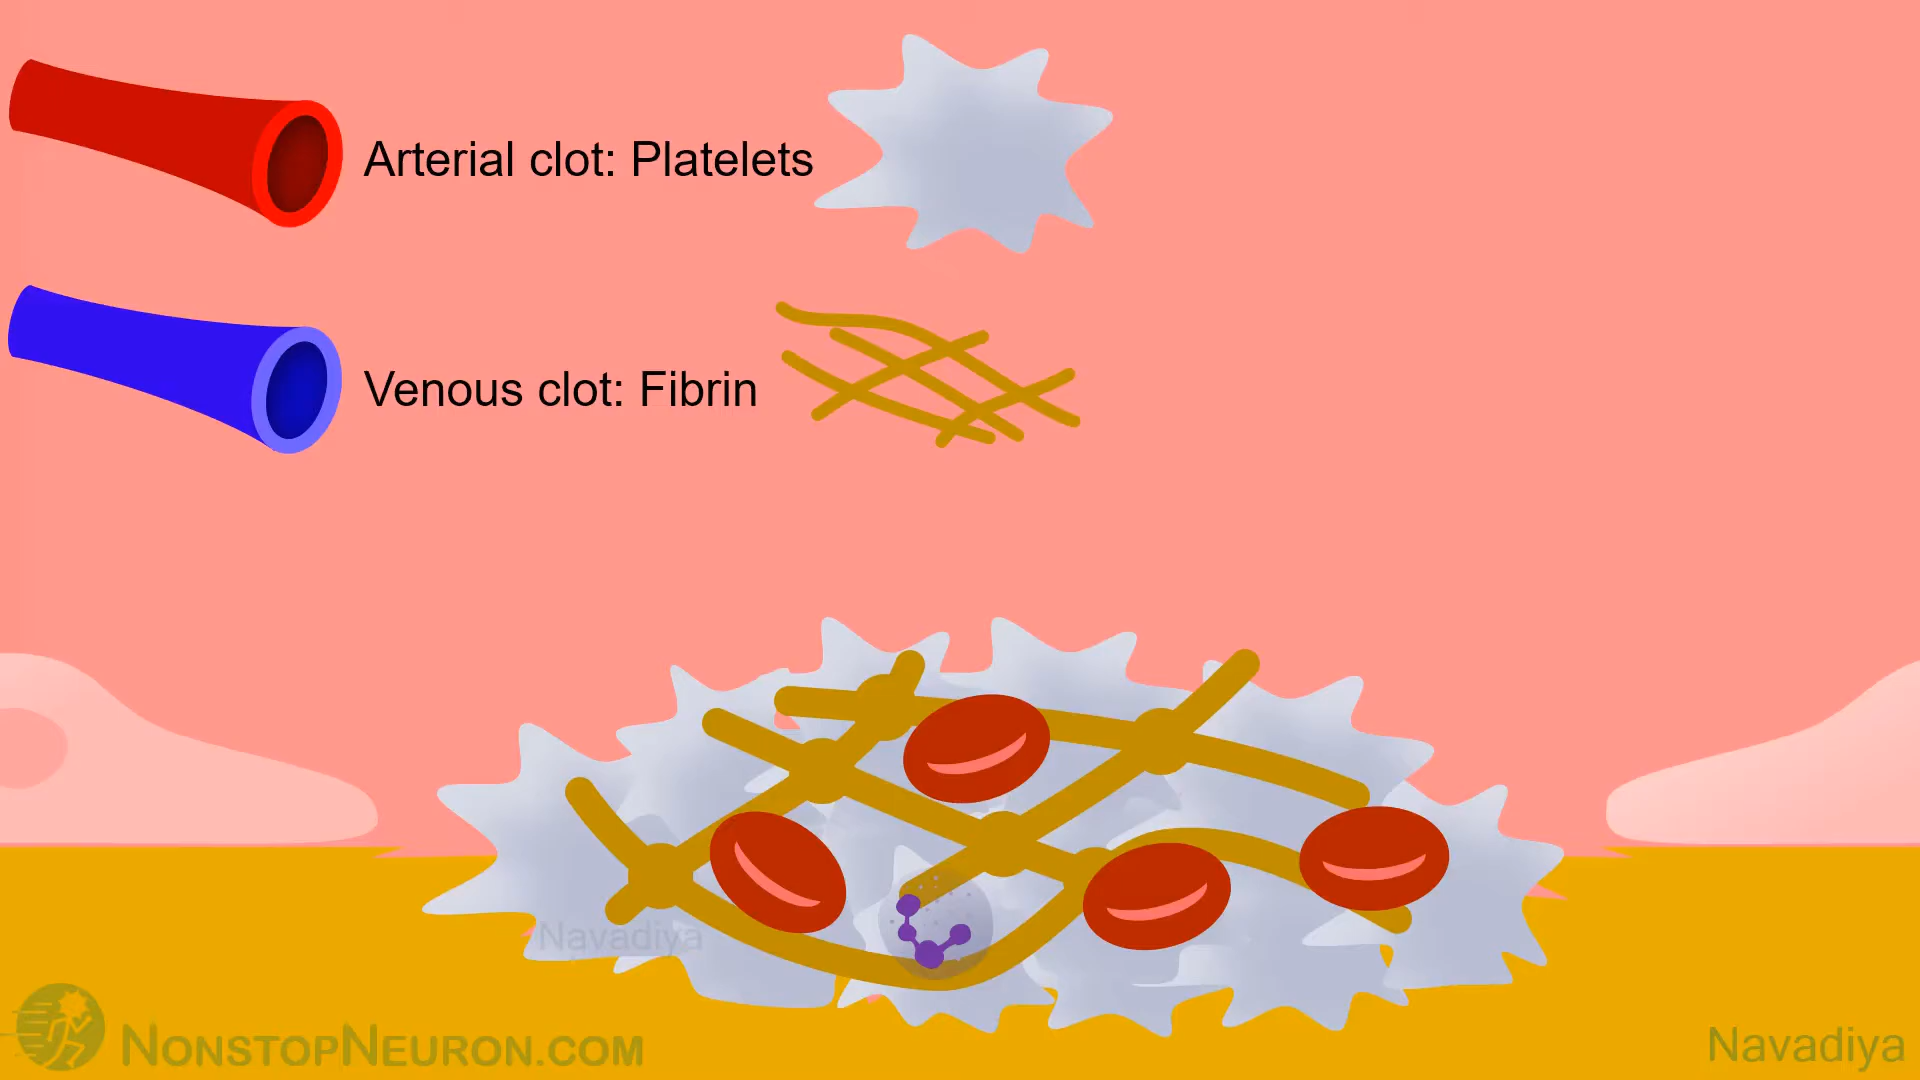 Arterial clot: Platelets
Venous clot: Fibrin
Navadiya
NONSTOPNEURON.COM
Navadiya